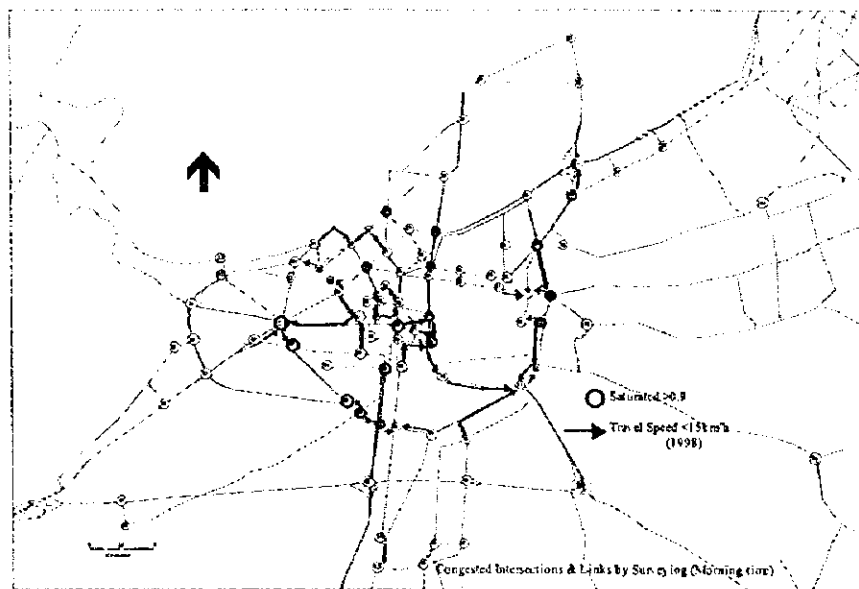 Saturated >0.9
Travel Speed <15km/h
(1998)
Congested Intersections & Links by Surveying (Morning time)